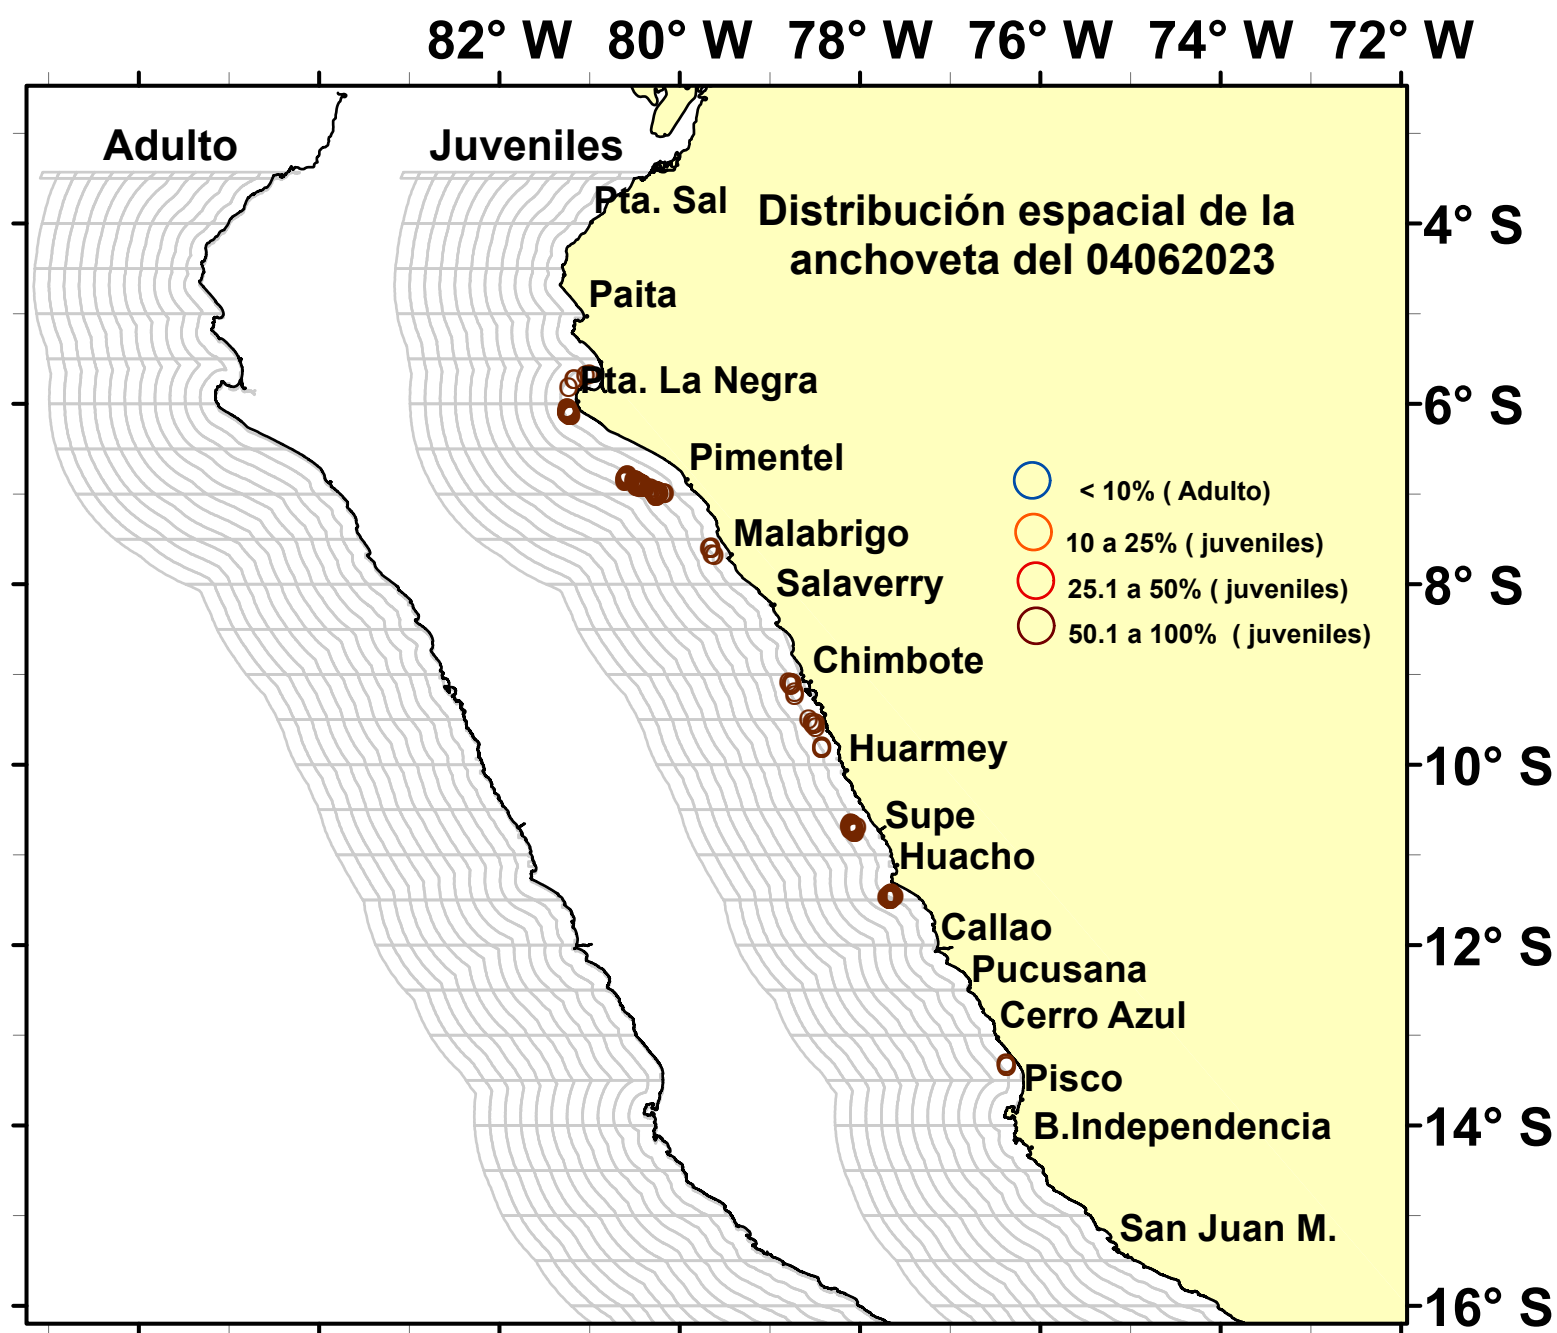 82° W 80° W 78° W 76° W 74° W 72° W
Adulto
Juveniles
Pta. Sal
Distribución espacial de la
anchoveta del 04062023
4° S
Paita
Pta. La Negra
6° S
Pimentel
< 10% ( Adulto)
Malabrigo
10 a 25% ( juveniles)
Salaverry
25.1 a 50% ( juveniles)
8° S
50.1 a 100% ( juveniles)
Chimbote
Huarmey
10° S
Supe
Huacho
Callao
12° S
Pucusana
Cerro Azul
Pisco
B.Independencia
14° S
San Juan M.
16° S